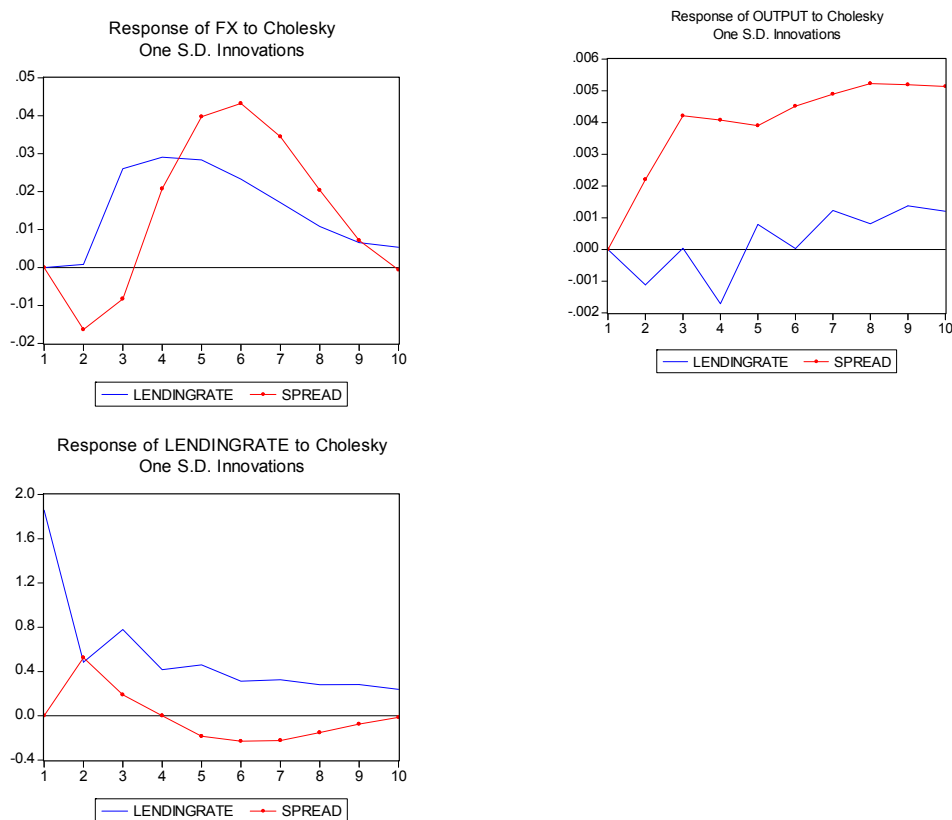 Response of FX to Cholesky
One S.D. Innovations
.05
.04
.03
.02
.01
.00
-.01
-.02
1 2 3 4 5 6 7 8 9 10
LENDINGRATE SPREAD
Response of OUTPUT to Cholesky
One S.D. Innovations
.006
.005
.004
.003
.002
.001
.000
-.001
-.002
1 2 3 4 5 6 7 8 9 10
LENDINGRATE SPREAD
Response of LENDINGRATE to Cholesky
One S.D. Innovations
2.0
1.6
1.2
0.8
0.4
0.0
-0.4
1 2 3 4 5 6 7 8 9 10
LENDINGRATE SPREAD